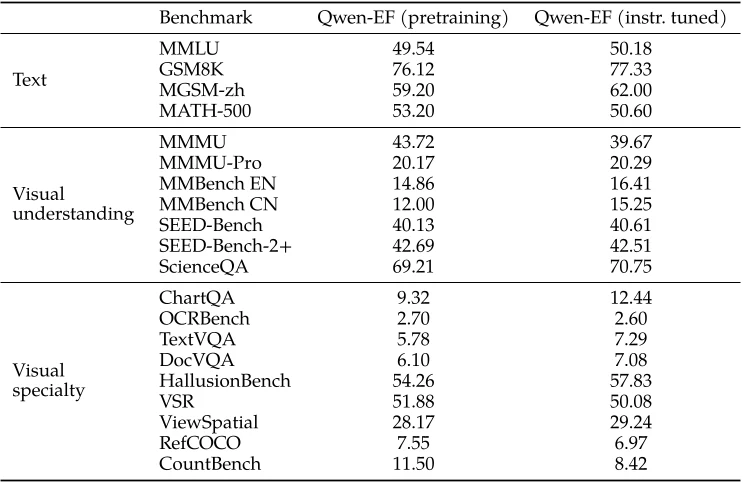 Benchmark Qwen-EF (pretraining) Qwen-EF (instr. tuned)
Text
MMLU 49.54 50.18
GSM8K 76.12 77.33
MGSM-zh 59.20 62.00
MATH-500 53.20 50.60
Visual understanding
MMMU 43.72 39.67
MMMU-Pro 20.17 20.29
MMBench EN 14.86 16.41
MMBench CN 12.00 15.25
SEED-Bench 40.13 40.61
SEED-Bench-2+ 42.69 42.51
ScienceQA 69.21 70.75
Visual specialty
ChartQA 9.32 12.44
OCRBench 2.70 2.60
TextVQA 5.78 7.29
DocVQA 6.10 7.08
HallusionBench 54.26 57.83
VSR 51.88 50.08
ViewSpatial 28.17 29.24
RefCOCO 7.55 6.97
CountBench 11.50 8.42